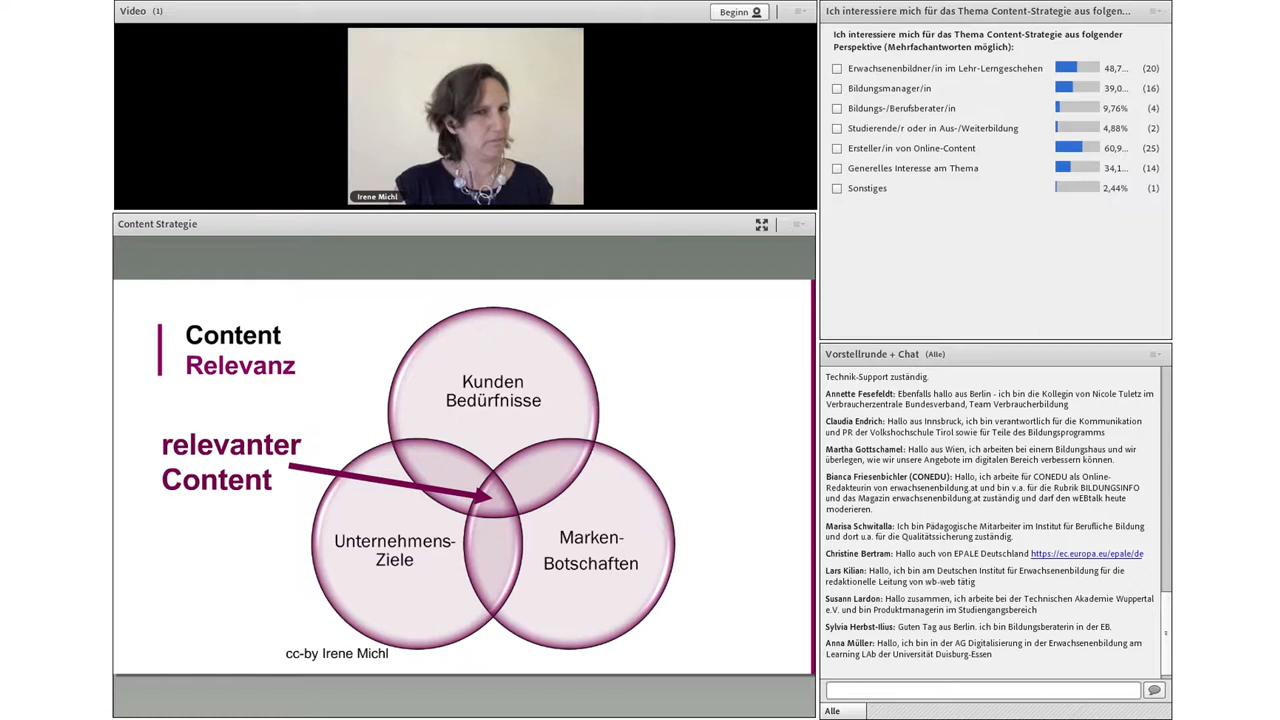 Video (1)
Beginn
Irene Michl
Content Strategie
Content
Relevanz
relevanter
Content
Kunden
Bedürfnisse
Unternehmens-
Ziele
Marken-
Botschaften
cc-by Irene Michl
Ich interessiere mich für das Thema Content-Strategie aus folgen...
Ich interessiere mich für das Thema Content-Strategie aus folgender
Perspektive (Mehrfachantworten möglich):
Erwachsenenbildner/in im Lehr-Lerngeschehen 48,7... (20)
Bildungsmanager/in 39,0... (16)
Bildungs-/Berufsberater/in 9,76% (4)
Studierende/r oder in Aus-/Weiterbildung 4,88% (2)
Ersteller/in von Online-Content 60,9... (25)
Generelles Interesse am Thema 34,1... (14)
Sonstiges 2,44% (1)
Vorstellrunde + Chat (Alle)
Technik-Support zuständig.
Annette Fesefeldt: Ebenfalls hallo aus Berlin - ich bin die Kollegin von Nicole Tuletz im
Verbraucherzentrale Bundesverband, Team Verbraucherbildung
Claudia Endrich: Hallo aus Innsbruck, ich bin verantwortlich für die Kommunikation
und PR der Volkshochschule Tirol sowie für Teile des Bildungsprogramms
Martha Gottschamel: Hallo aus Wien, ich arbeiten bei einem Bildungshaus und wir
überlegen, wie wir unsere Angebote im digitalen Bereich verbessern können.
Bianca Friesenbichler (CONEDU): Hallo, ich arbeite für CONEDU als Online-
Redakteurin von erwachsenenbildung.at und bin v.a. für die Rubrik BILDUNGSINFO
und das Magazin erwachsenenbildung.at zuständig und darf den wEBtalk heute
moderieren.
Marisa Schwitalla: Ich bin Pädagogische Mitarbeiter im Institut für Berufliche Bildung
und dort u.a. für die Qualitätssicherung zuständig.
Christine Bertram: Hallo auch von EPALE Deutschland https://ec.europa.eu/epale/de
Lars Kilian: Hallo, ich bin am Deutschen Institut für Erwachsenenbildung für die
redaktionelle Leitung von wb-web tätig
Susann Lardon: Hallo zusammen, ich arbeite bei der Technischen Akademie Wuppertal
e.V. und bin Produktmanagerin im Studiengangsbereich
Sylvia Herbst-Ilius: Guten Tag aus Berlin. ich bin Bildungsberaterin in der EB.
Anna Müller: Hallo, ich bin in der AG Digitalisierung in der Erwachsenenbildung am
Learning LAb der Universität Duisburg-Essen
Alle